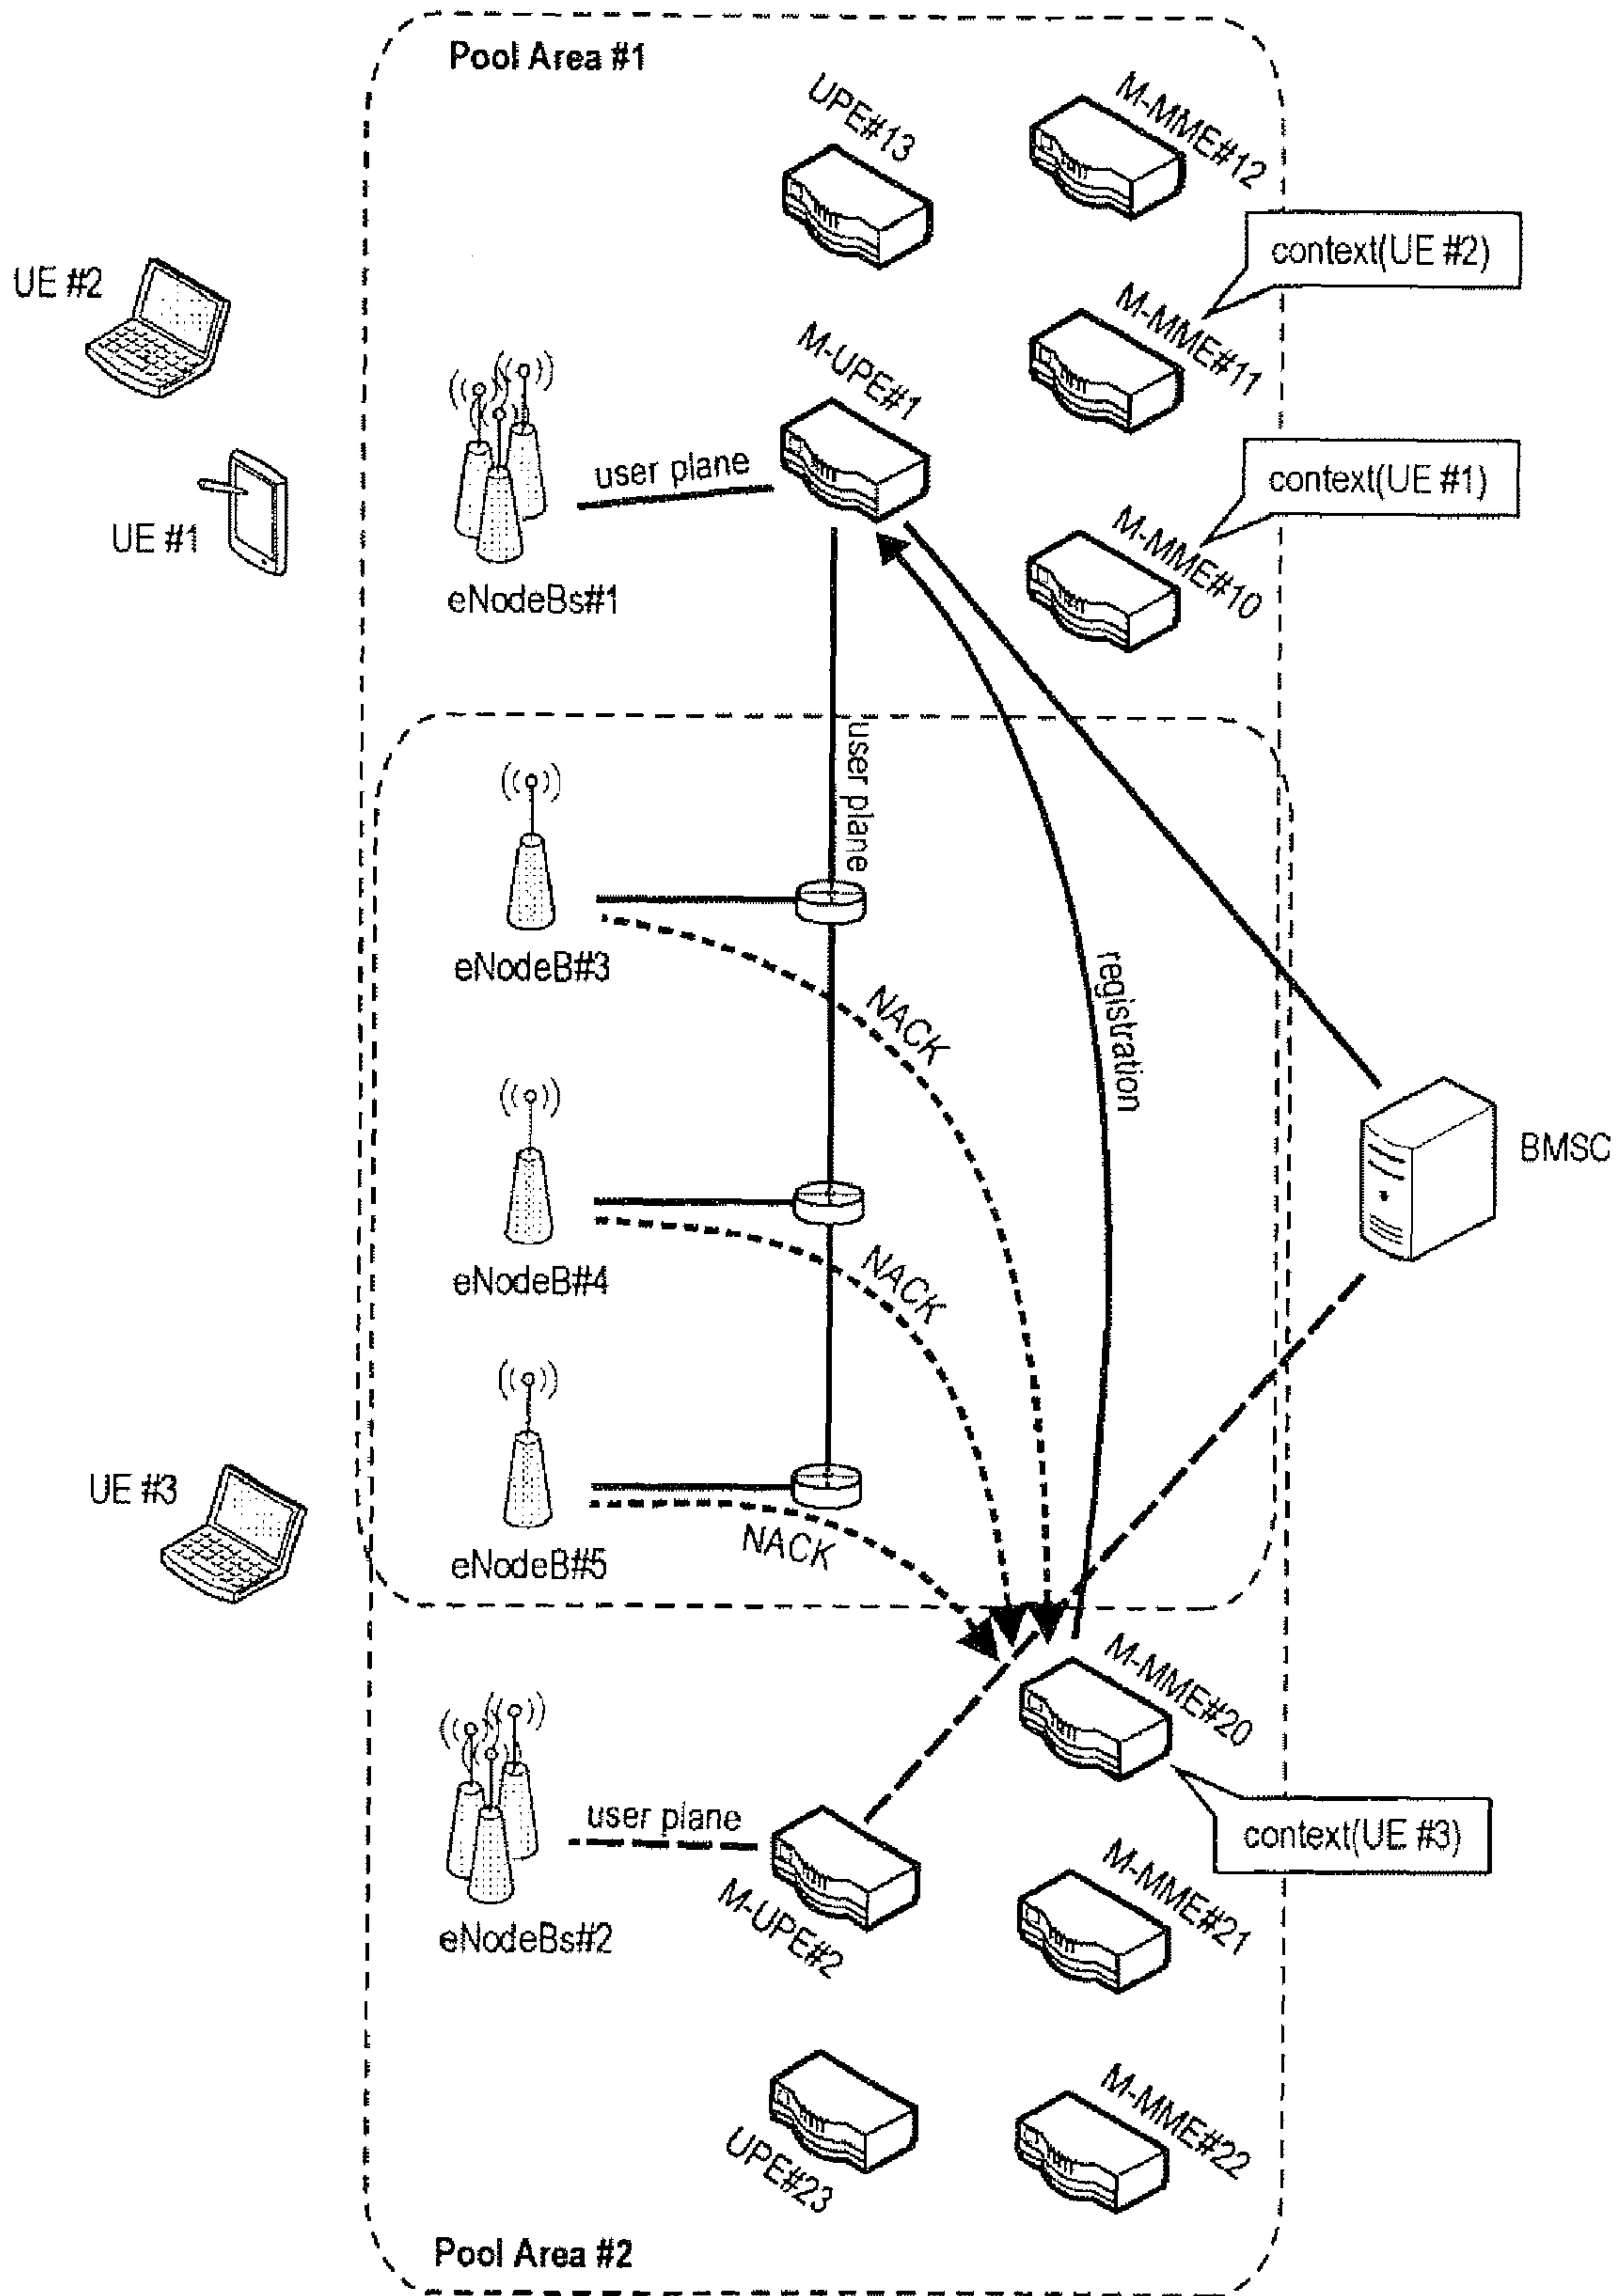 Pool Area #1
UPE#13
M-MME#12
context(UE #2)
UE #2
M-MME#11
M-UPE#1
user plane
context(UE #1)
UE #1
M-MME#10
eNodeBs#1
user plane
eNodeB#3
NACK
registration
BMSC
eNodeB#4
NACK
UE #3
NACK
eNodeB#5
M-MME#20
user plane
context(UE #3)
M-UPE#2
M-MME#21
eNodeBs#2
UPE#23
M-MME#22
Pool Area #2